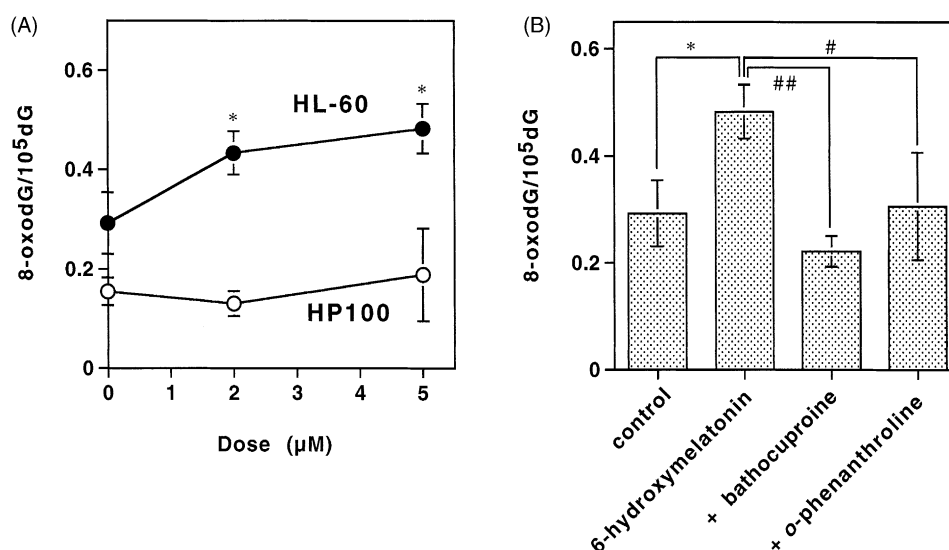 (A)
8-oxodG/10⁵dG
0.6
0.4
0.2
0
HL-60
*
*
HP100
0 1 2 3 4 5
Dose (µM)
(B)
8-oxodG/10⁵dG
0.6
0.4
0.2
0
*
#
##
control
6-hydroxymelatonin
+ bathocuproine
+ o-phenanthroline